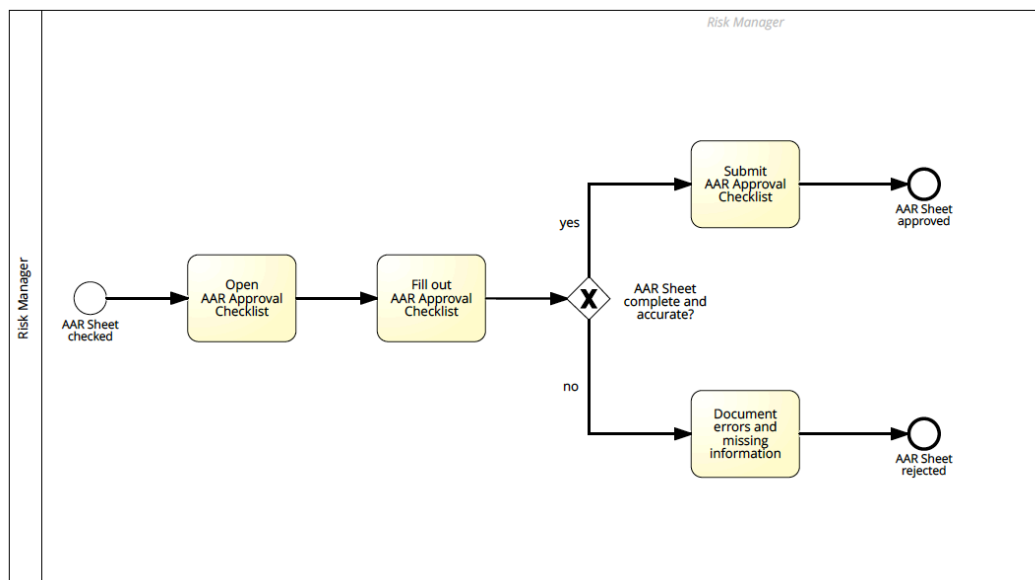 Risk Manager
Risk Manager
AAR Sheet
checked
Open
AAR Approval
Checklist
Fill out
AAR Approval
Checklist
X
AAR Sheet
complete and
accurate?
yes
Submit
AAR Approval
Checklist
AAR Sheet
approved
no
Document
errors and
missing
information
AAR Sheet
rejected